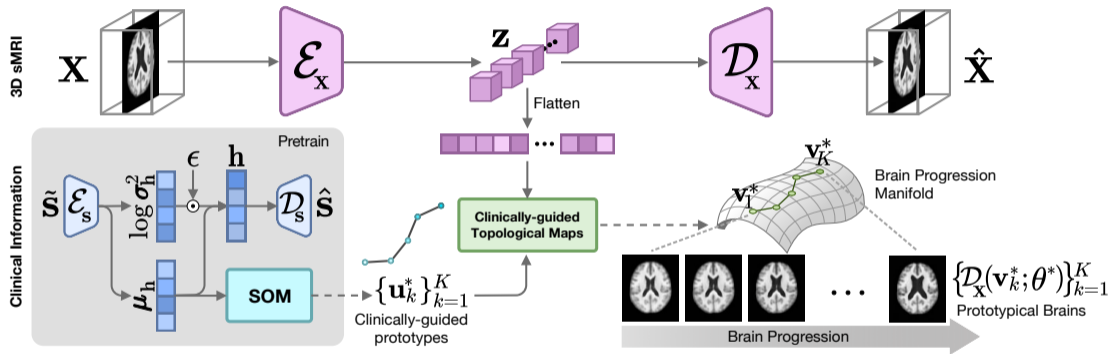 3D sMRI
X
ℰ_X
z
Flatten
𝒟_X
X̂
Clinical Information
Pretrain
s̃
ℰ_s
log σ²_h
ϵ
h
𝒟_s
ŝ
μ_h
SOM
{u*_k}^K_{k=1}
Clinically-guided
prototypes
Clinically-guided
Topological Maps
v*_1
v*_K
Brain Progression
Manifold
{𝒟_X(v*_k; θ*)}^K_{k=1}
Prototypical Brains
Brain Progression